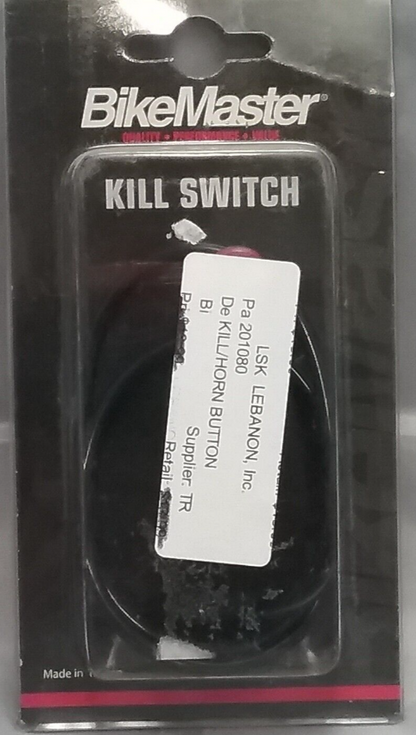 BikeMaster®
QUALITY • PERFORMANCE • VALUE
KILL SWITCH
LSK LEBANON, Inc.
Pa 201080
De KILL/HORN BUTTON
Bi Supplier: TR
Retail
Made in